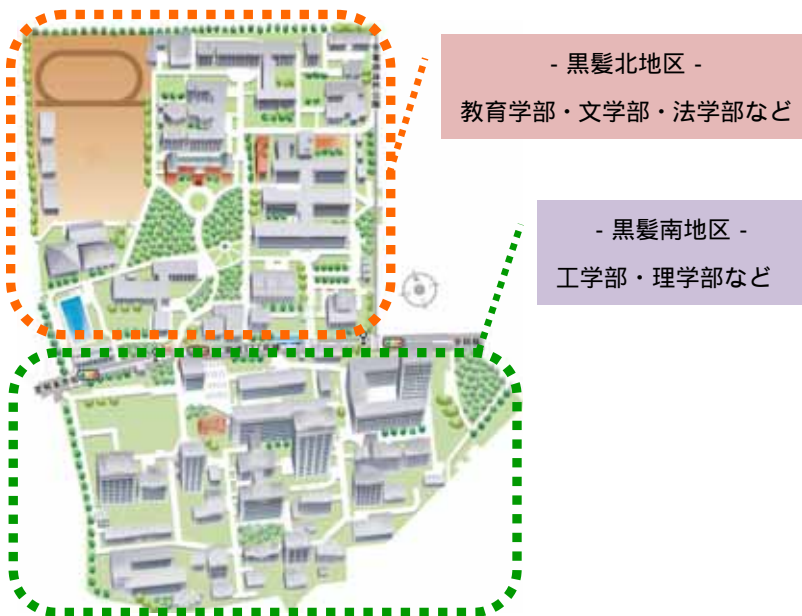 - 黒髪北地区 -
教育学部・文学部・法学部など
- 黒髪南地区 -
工学部・理学部など